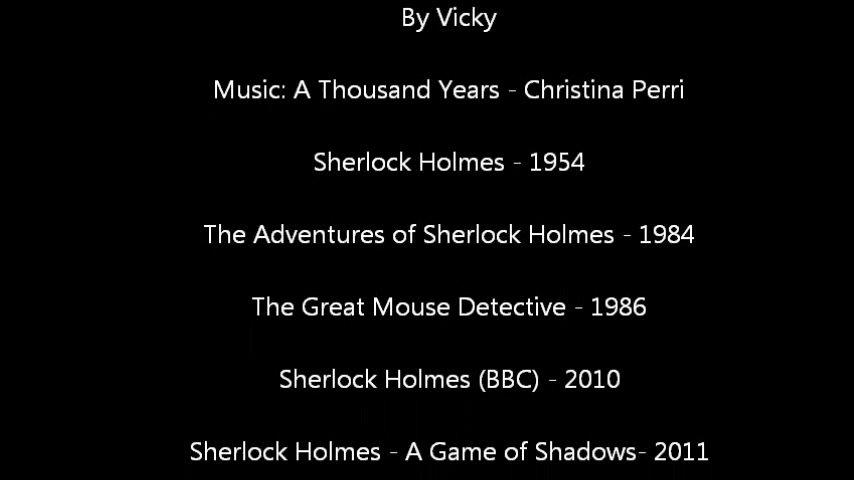 By Vicky
Music: A Thousand Years - Christina Perri
Sherlock Holmes - 1954
The Adventures of Sherlock Holmes - 1984
The Great Mouse Detective - 1986
Sherlock Holmes (BBC) - 2010
Sherlock Holmes - A Game of Shadows- 2011